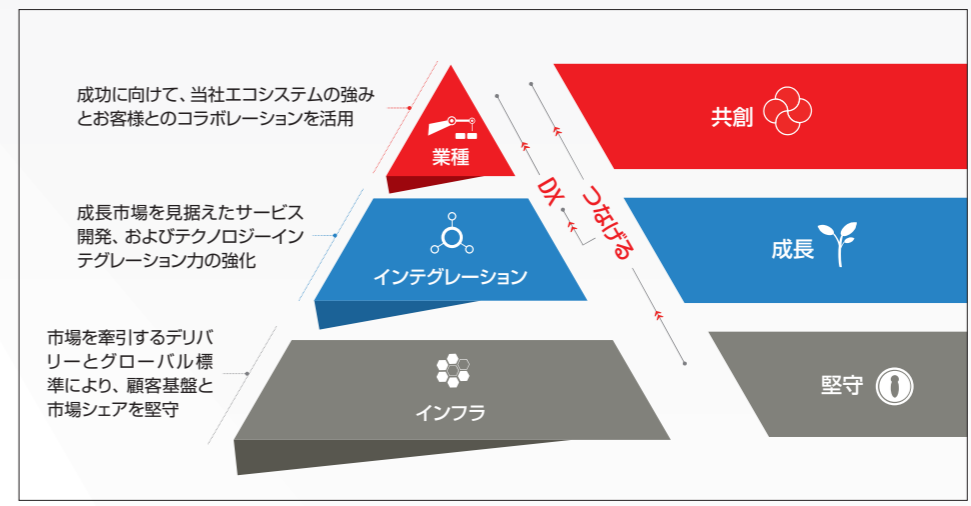 成功に向けて、当社エコシステムの強み
とお客様とのコラボレーションを活用
業種
共創
DX
つなげる
成長市場を見据えたサービス
開発、およびテクノロジーイン
テグレーション力の強化
インテグレーション
成長
市場を牽引するデリバ
リーとグローバル標
準により、顧客基盤と
市場シェアを堅守
インフラ
堅守